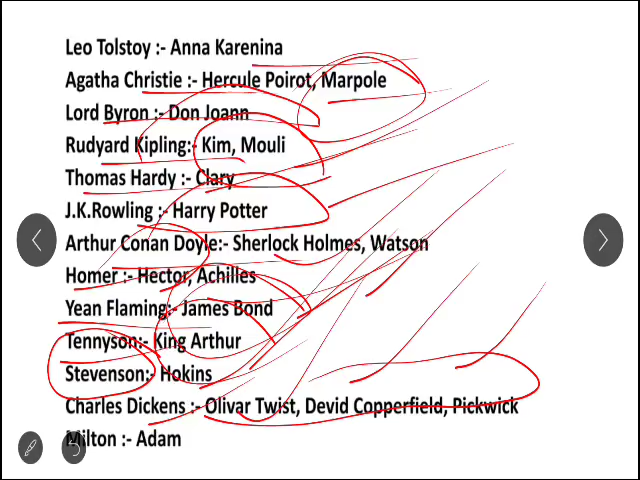 Leo Tolstoy :- Anna Karenina
Agatha Christie :- Hercule Poirot, Marpole
Lord Byron :- Don Joann
Rudyard Kipling:- Kim, Mouli
Thomas Hardy :- Clary
J.K.Rowling :- Harry Potter
Arthur Conan Doyle:- Sherlock Holmes, Watson
Homer :- Hector, Achilles
Yean Flaming:- James Bond
Tennyson:- King Arthur
Stevenson:- Hokins
Charles Dickens :- Olivar Twist, Devid Copperfield, Pickwick
Milton :- Adam